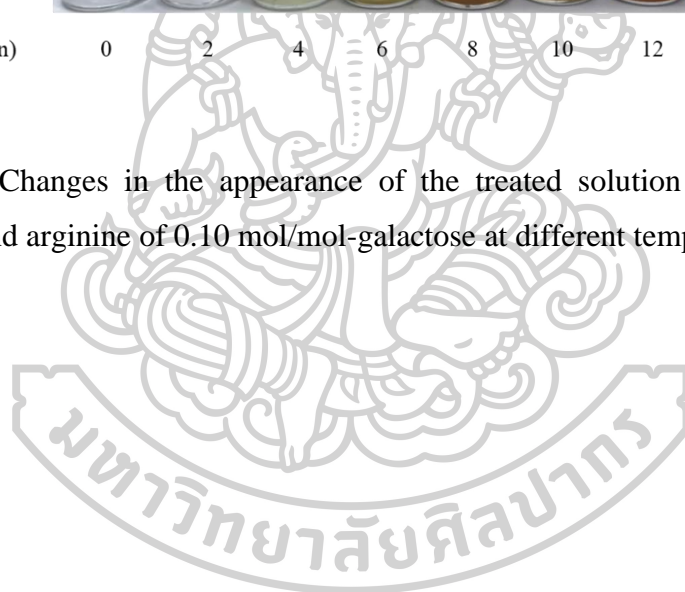 n) 0 2 4 6 8 10 12
Changes in the appearance of the treated solution
d arginine of 0.10 mol/mol-galactose at different temp
มหาวิทยาลัยศิลปากร